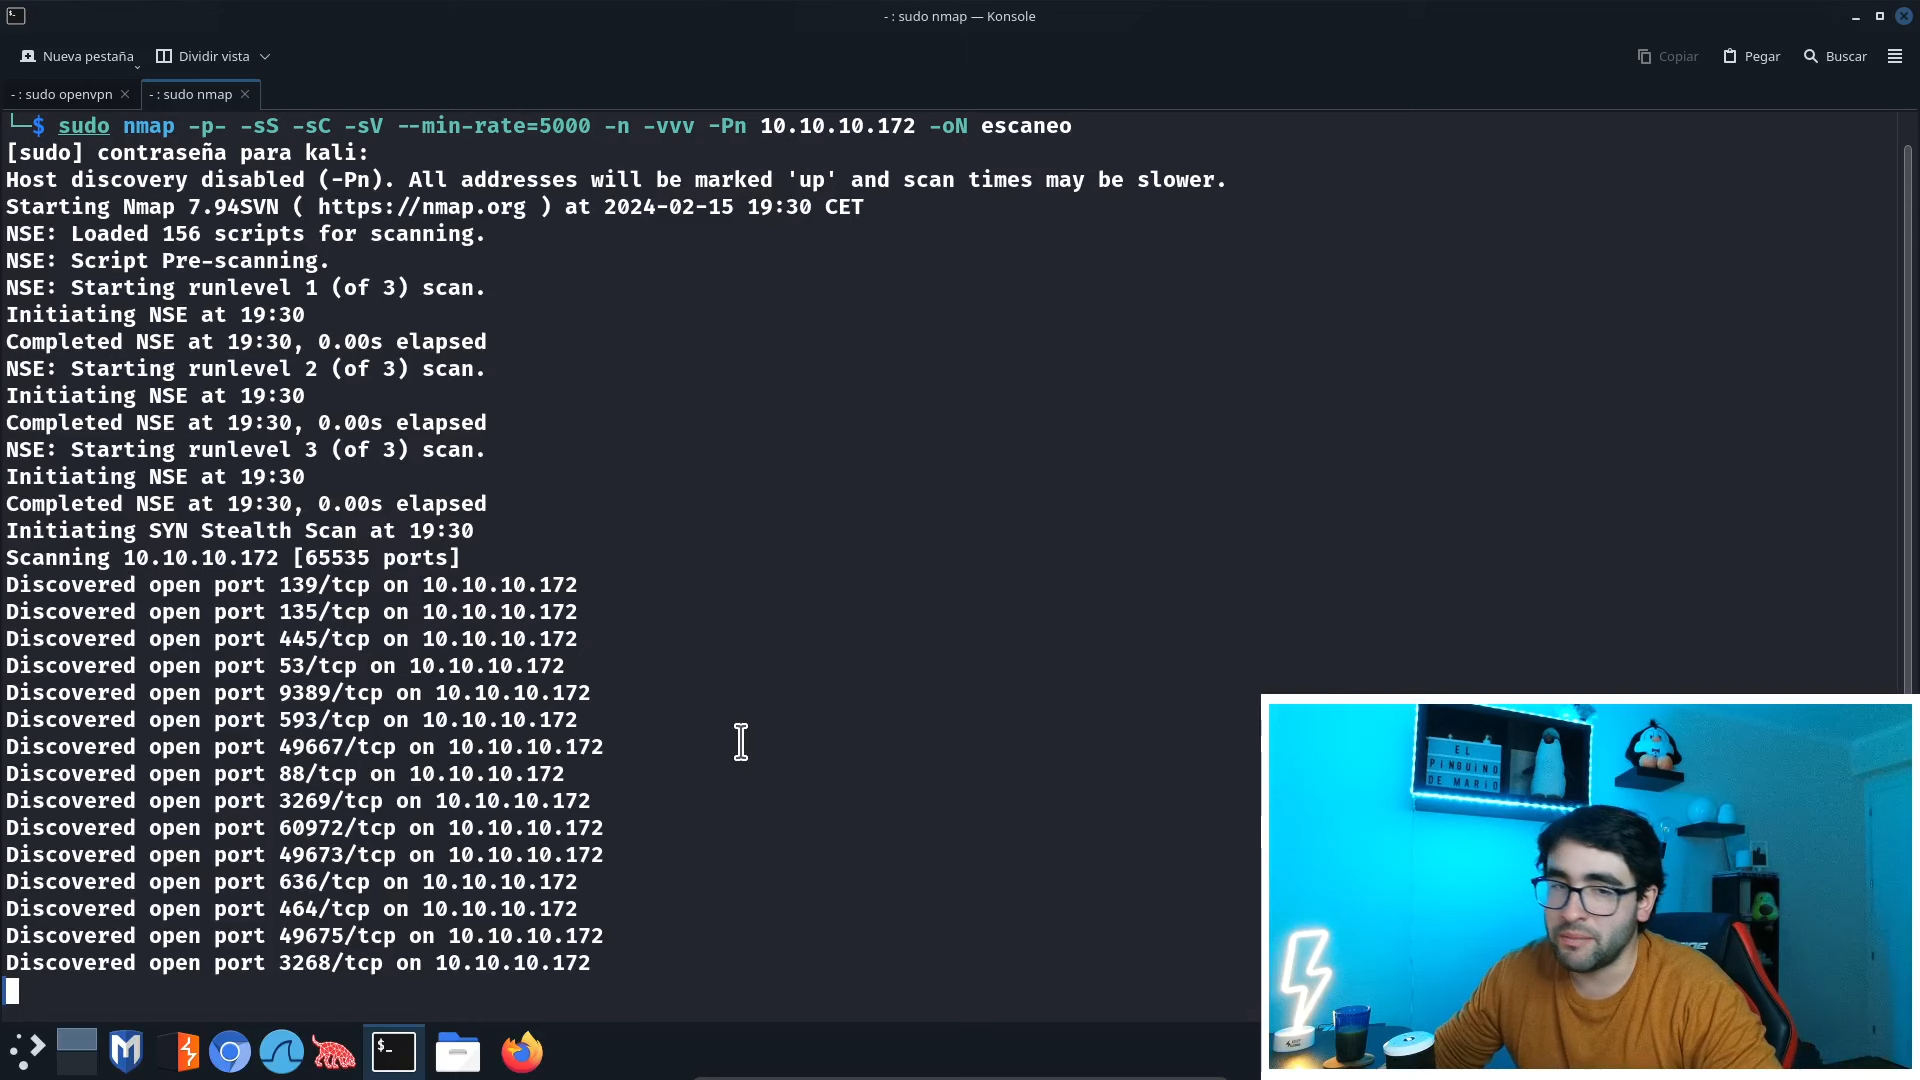 - : sudo nmap — Konsole
Nueva pestaña
Dividir vista
Copiar
Pegar
Buscar
- : sudo openvpn
- : sudo nmap
└─$ sudo nmap -p- -sS -sC -sV --min-rate=5000 -n -vvv -Pn 10.10.10.172 -oN escaneo
[sudo] contraseña para kali:
Host discovery disabled (-Pn). All addresses will be marked 'up' and scan times may be slower.
Starting Nmap 7.94SVN ( https://nmap.org ) at 2024-02-15 19:30 CET
NSE: Loaded 156 scripts for scanning.
NSE: Script Pre-scanning.
NSE: Starting runlevel 1 (of 3) scan.
Initiating NSE at 19:30
Completed NSE at 19:30, 0.00s elapsed
NSE: Starting runlevel 2 (of 3) scan.
Initiating NSE at 19:30
Completed NSE at 19:30, 0.00s elapsed
NSE: Starting runlevel 3 (of 3) scan.
Initiating NSE at 19:30
Completed NSE at 19:30, 0.00s elapsed
Initiating SYN Stealth Scan at 19:30
Scanning 10.10.10.172 [65535 ports]
Discovered open port 139/tcp on 10.10.10.172
Discovered open port 135/tcp on 10.10.10.172
Discovered open port 445/tcp on 10.10.10.172
Discovered open port 53/tcp on 10.10.10.172
Discovered open port 9389/tcp on 10.10.10.172
Discovered open port 593/tcp on 10.10.10.172
Discovered open port 49667/tcp on 10.10.10.172
Discovered open port 88/tcp on 10.10.10.172
Discovered open port 3269/tcp on 10.10.10.172
Discovered open port 60972/tcp on 10.10.10.172
Discovered open port 49673/tcp on 10.10.10.172
Discovered open port 636/tcp on 10.10.10.172
Discovered open port 464/tcp on 10.10.10.172
Discovered open port 49675/tcp on 10.10.10.172
Discovered open port 3268/tcp on 10.10.10.172
EL
PiNGUiNO
DE MARiO